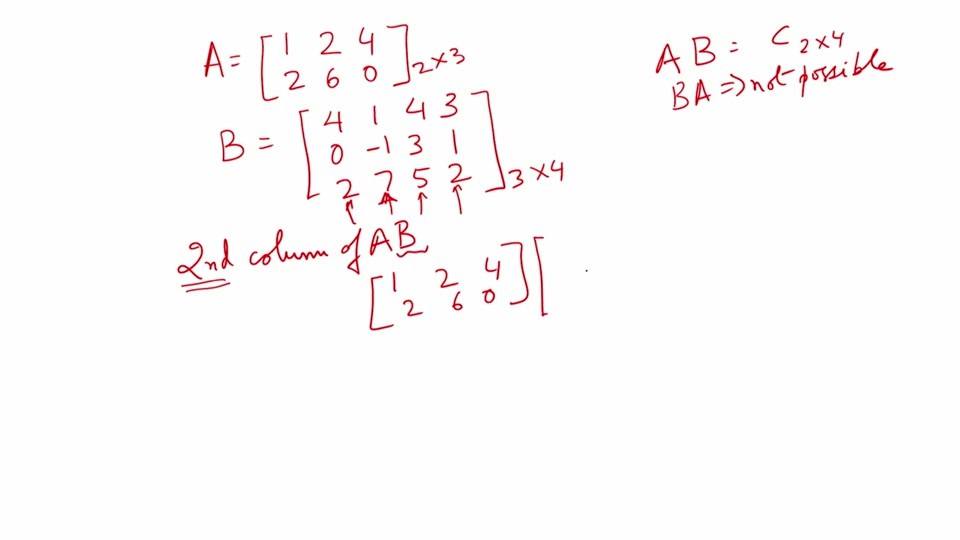 A = [ 1 2 4
2 6 0 ] 2×3
AB = C 2×4
BA ⇒ not possible
B = [ 4 1 4 3
0 -1 3 1
2 7 5 2 ] 3×4
↑ ↑ ↑ ↑
2nd column of AB
[ 1 2 4
2 6 0 ] [